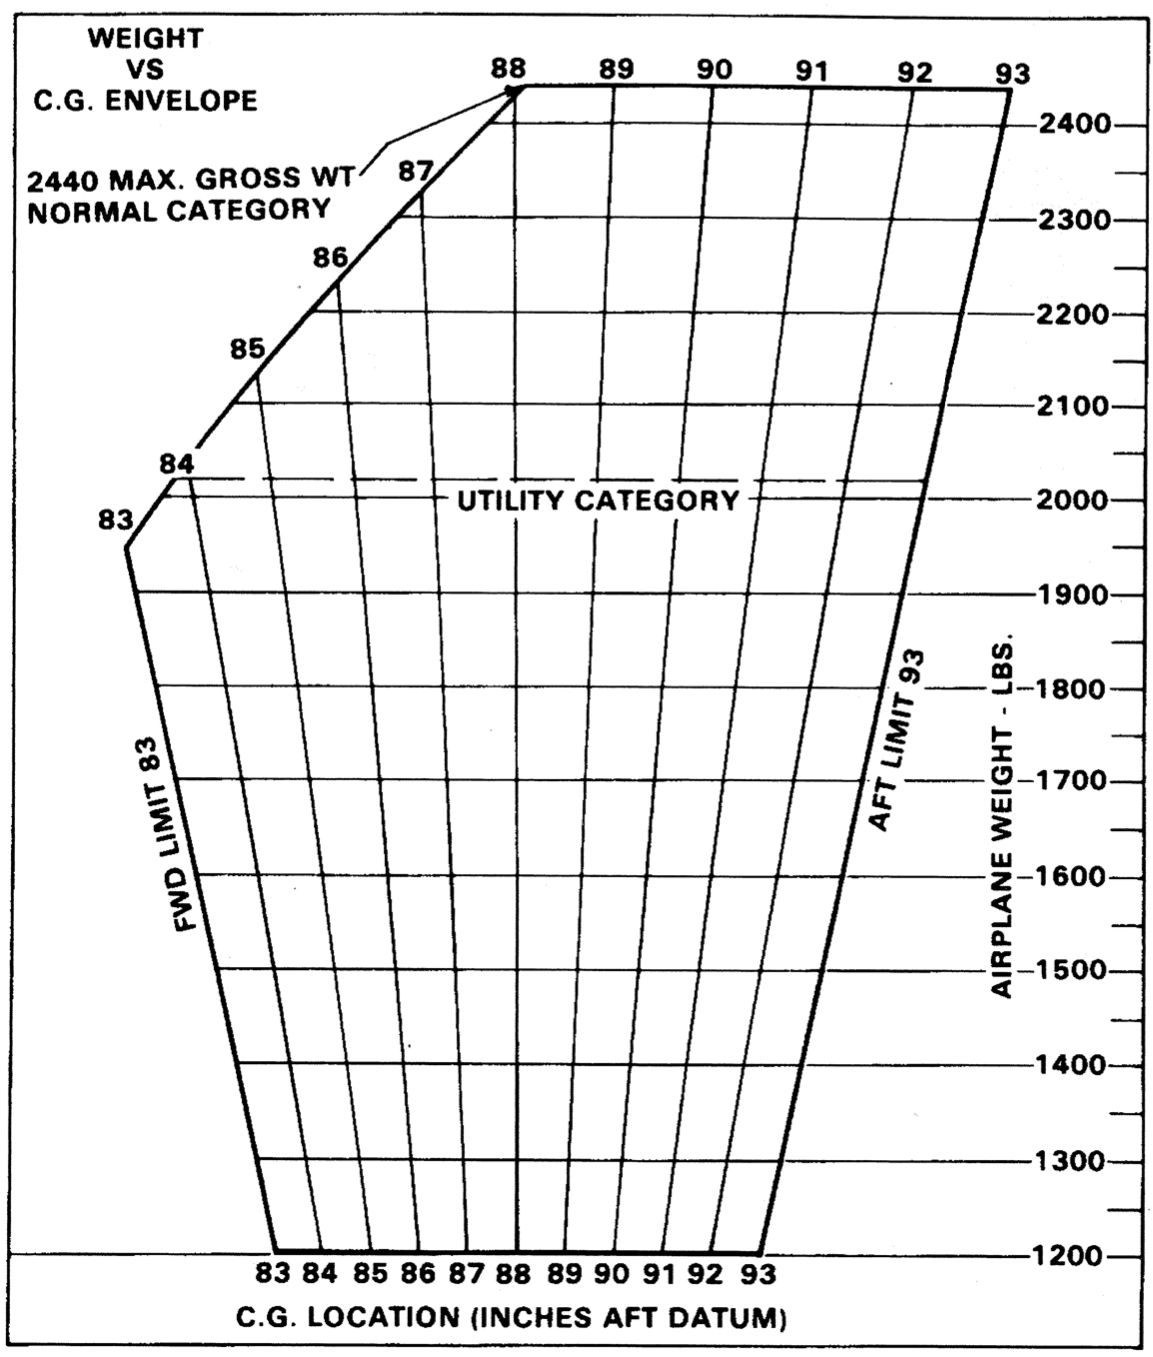 WEIGHT
VS
C.G. ENVELOPE
88 89 90 91 92 93
2400
2440 MAX. GROSS WT
NORMAL CATEGORY
87
2300
86
2200
85
2100
84
UTILITY CATEGORY
2000
83
1900
1800
1700
1600
1500
1400
1300
1200
FWD LIMIT 83
AFT LIMIT 93
AIRPLANE WEIGHT - LBS.
83 84 85 86 87 88 89 90 91 92 93
C.G. LOCATION (INCHES AFT DATUM)